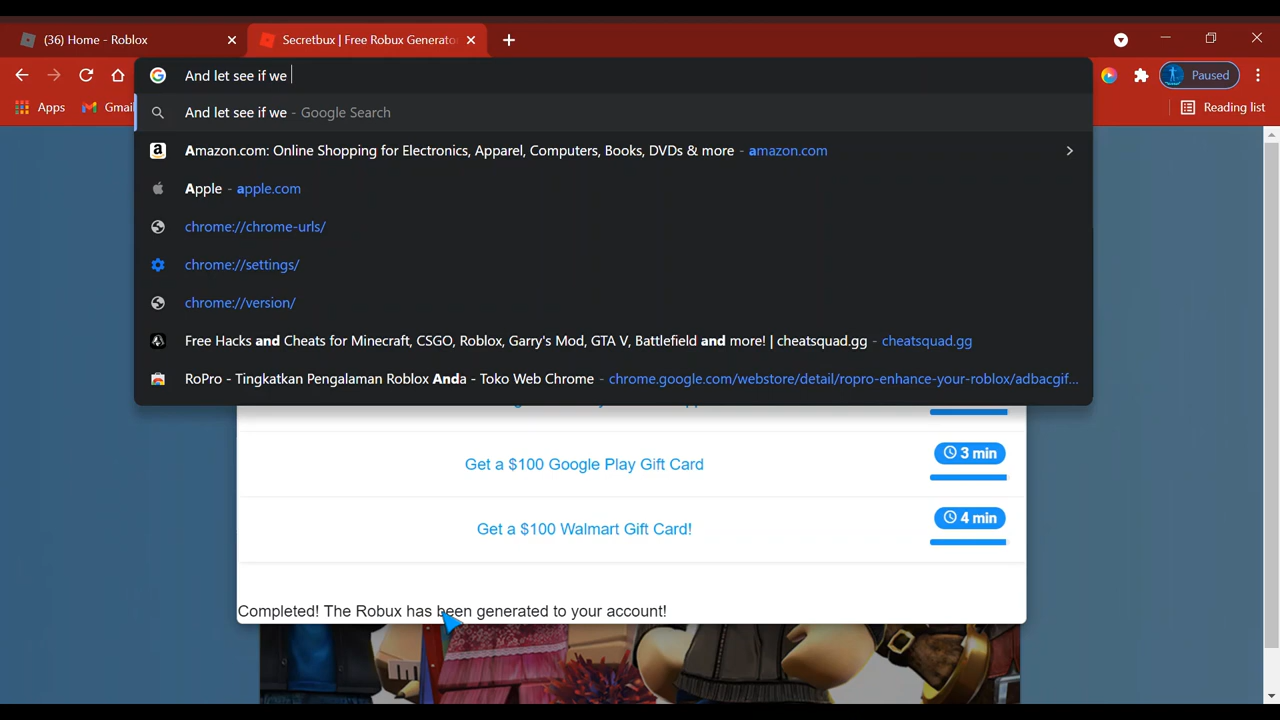 (36) Home - Roblox
Secretbux | Free Robux Generato
And let see if we
Paused
Apps
Gmail
Reading list
And let see if we - Google Search
Amazon.com: Online Shopping for Electronics, Apparel, Computers, Books, DVDs & more - amazon.com
Apple - apple.com
chrome://chrome-urls/
chrome://settings/
chrome://version/
Free Hacks and Cheats for Minecraft, CSGO, Roblox, Garry's Mod, GTA V, Battlefield and more! | cheatsquad.gg - cheatsquad.gg
RoPro - Tingkatkan Pengalaman Roblox Anda - Toko Web Chrome - chrome.google.com/webstore/detail/ropro-enhance-your-roblox/adbacgif...
Get a $100 Google Play Gift Card
3 min
Get a $100 Walmart Gift Card!
4 min
Completed! The Robux has been generated to your account!